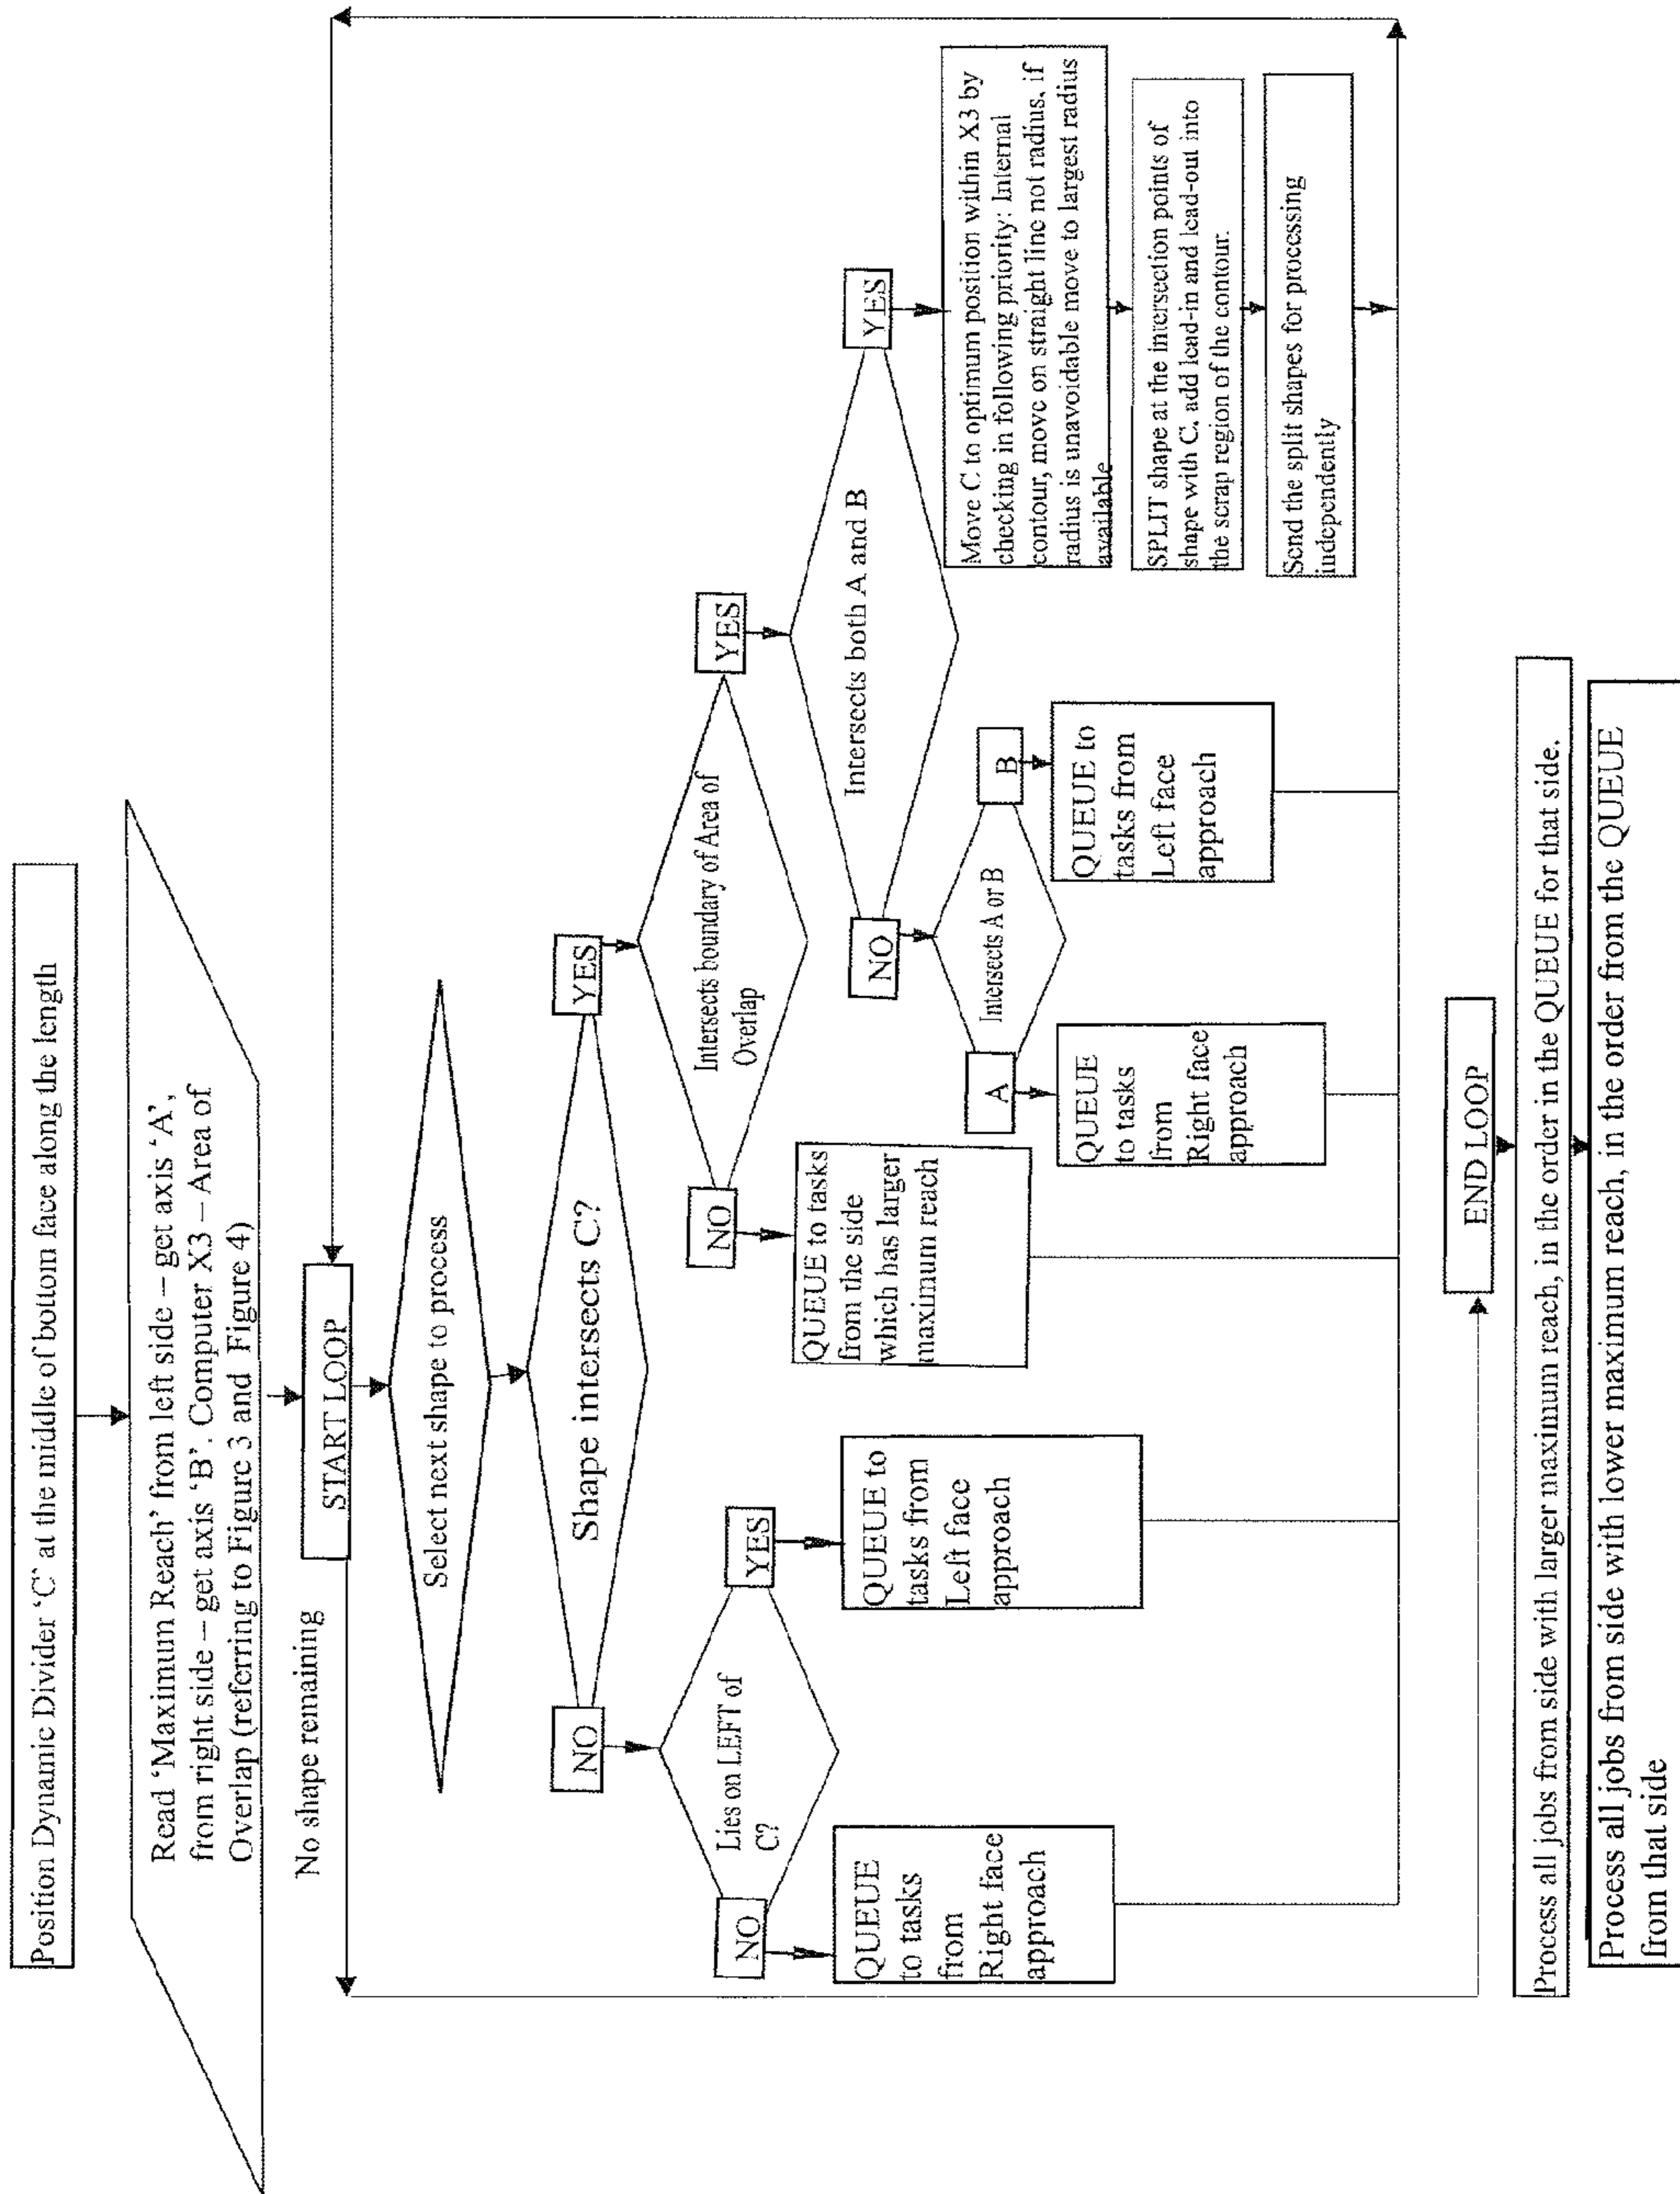 Position Dynamic Divider ‘C’ at the middle of bottom face along the length
Read ‘Maximum Reach’ from left side – get axis ‘A’,
from right side – get axis ‘B’. Computer X3 – Area of
Overlap (referring to Figure 3 and Figure 4)
No shape remaining
START LOOP
Select next shape to process
Shape intersects C?
NO
YES
Lies on LEFT of
C?
Intersects boundary of Area of
Overlap
NO
YES
NO
YES
QUEUE
to tasks
from
Right face
approach
QUEUE to
tasks from
Left face
approach
QUEUE to tasks
from the side
which has larger
maximum reach
Intersects both A and B
NO
YES
Intersects A or B
A
B
QUEUE
to tasks
from
Right face
approach
QUEUE to
tasks from
Left face
approach
Move C to optimum position within X3 by
checking in following priority: Internal
contour, move on straight line not radius, if
radius is unavoidable move to largest radius
available
SPLIT shape at the intersection points of
shape with C, add lead-in and lead-out into
the scrap region of the contour.
Send the split shapes for processing
independently
END LOOP
Process all jobs from side with larger maximum reach, in the order in the QUEUE for that side.
Process all jobs from side with lower maximum reach, in the order from the QUEUE
from that side